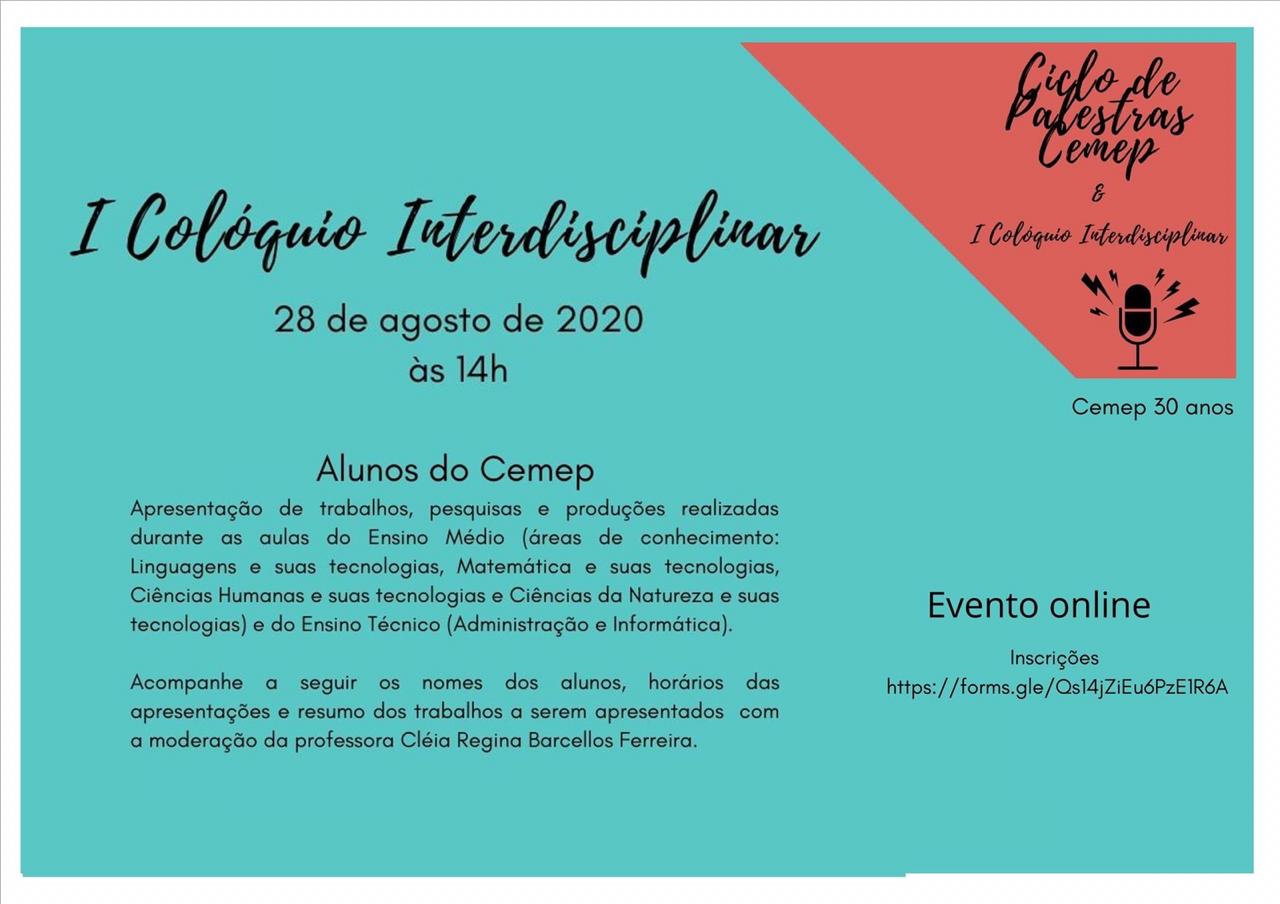 Ciclo de
Palestras
Cemep
&
I Colóquio Interdisciplinar
Cemep 30 anos
I Colóquio Interdisciplinar
28 de agosto de 2020
às 14h
Alunos do Cemep
Apresentação de trabalhos, pesquisas e produções realizadas
durante as aulas do Ensino Médio (áreas de conhecimento:
Linguagens e suas tecnologias, Matemática e suas tecnologias,
Ciências Humanas e suas tecnologias e Ciências da Natureza e suas
tecnologias) e do Ensino Técnico (Administração e Informática).
Acompanhe a seguir os nomes dos alunos, horários das
apresentações e resumo dos trabalhos a serem apresentados com
a moderação da professora Cléia Regina Barcellos Ferreira.
Evento online
Inscrições
https://forms.gle/Qs14jZiEu6PzE1R6A